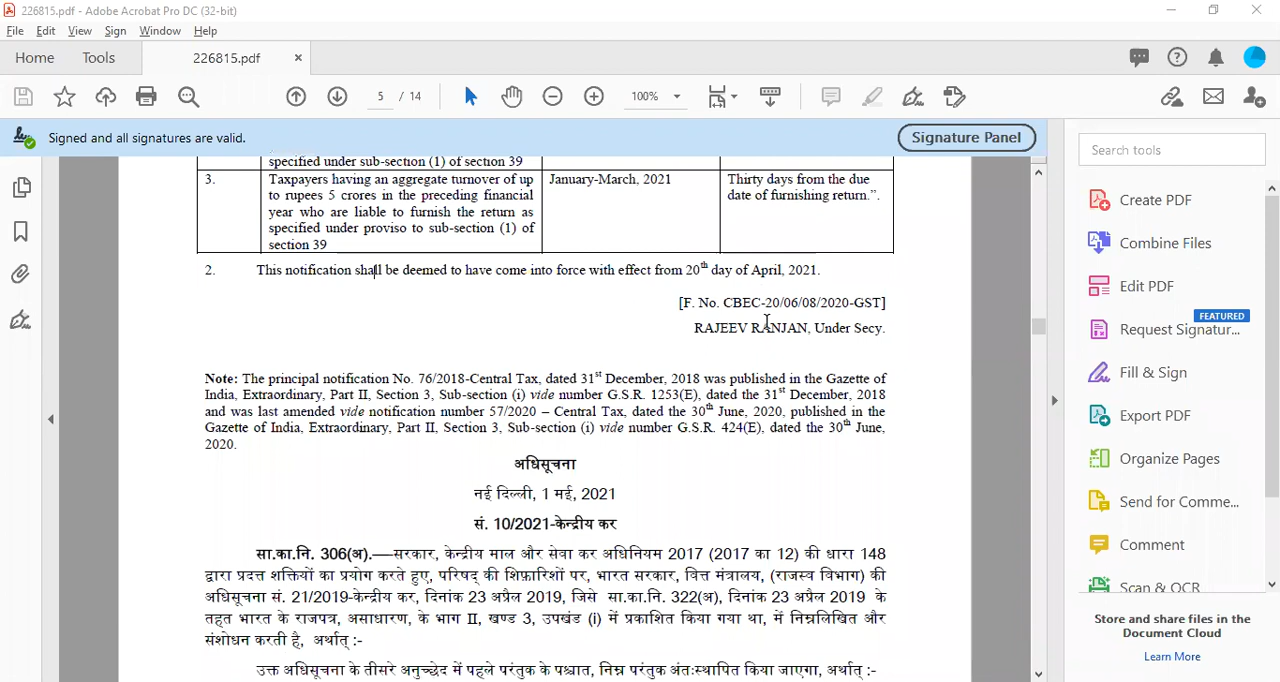 226815.pdf - Adobe Acrobat Pro DC (32-bit)
File Edit View Sign Window Help
Home Tools 226815.pdf ×
5 / 14 100%
Signed and all signatures are valid.
Signature Panel
specified under sub-section (1) of section 39
3. Taxpayers having an aggregate turnover of up January-March, 2021 Thirty days from the due
to rupees 5 crores in the preceding financial date of furnishing return.”.
year who are liable to furnish the return as
specified under proviso to sub-section (1) of
section 39
2. This notification shall be deemed to have come into force with effect from 20th day of April, 2021.
[F. No. CBEC-20/06/08/2020-GST]
RAJEEV RANJAN, Under Secy.
Note: The principal notification No. 76/2018-Central Tax, dated 31st December, 2018 was published in the Gazette of
India, Extraordinary, Part II, Section 3, Sub-section (i) vide number G.S.R. 1253(E), dated the 31st December, 2018
and was last amended vide notification number 57/2020 – Central Tax, dated the 30th June, 2020, published in the
Gazette of India, Extraordinary, Part II, Section 3, Sub-section (i) vide number G.S.R. 424(E), dated the 30th June,
2020.
अधिसूचना
नई दिल्ली, 1 मई, 2021
सं. 10/2021-केन्द्रीय कर
सा.का.नि. 306(अ).—सरकार, केन्द्रीय माल और सेवा कर अधिनियम 2017 (2017 का 12) की धारा 148
द्वारा प्रदत्त शक्तियों का प्रयोग करते हुए, परिषद् की शिफ़ारिशों पर, भारत सरकार, वित्त मंत्रालय, (राजस्व विभाग) की
अधिसूचना सं. 21/2019-केन्द्रीय कर, दिनांक 23 अप्रैल 2019, जिसे सा.का.नि. 322(अ), दिनांक 23 अप्रैल 2019 के
तहत भारत के राजपत्र, असाधारण, के भाग II, खण्ड 3, उपखंड (i) में प्रकाशित किया गया था, में निम्नलिखित और
संशोधन करती है, अर्थात् :-
उक्त अधिसूचना के तीसरे अनुच्छेद में पहले परंतुक के पश्चात, निम्न परंतुक अंतःस्थापित किया जाएगा, अर्थात् :-
Search tools
Create PDF
Combine Files
Edit PDF
FEATURED
Request Signatur...
Fill & Sign
Export PDF
Organize Pages
Send for Comme...
Comment
Scan & OCR
Store and share files in the
Document Cloud
Learn More